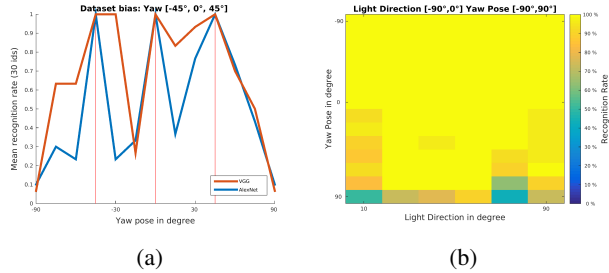 Dataset bias: Yaw [-45°, 0°, 45°]
1
0.9
0.8
0.7
0.6
0.5
0.4
0.3
0.2
0.1
0
Mean recognition rate (30 ids)
VGG
AlexNet
-90
-30
30
90
Yaw pose in degree
(a)
Light Direction [-90°,0°] Yaw Pose [-90°,90°]
-90
0
90
Yaw Pose in degree
10
90
Light Direction in degree
100 %
90 %
80 %
70 %
60 %
50 %
40 %
30 %
20 %
10 %
0 %
Recognition Rate
(b)